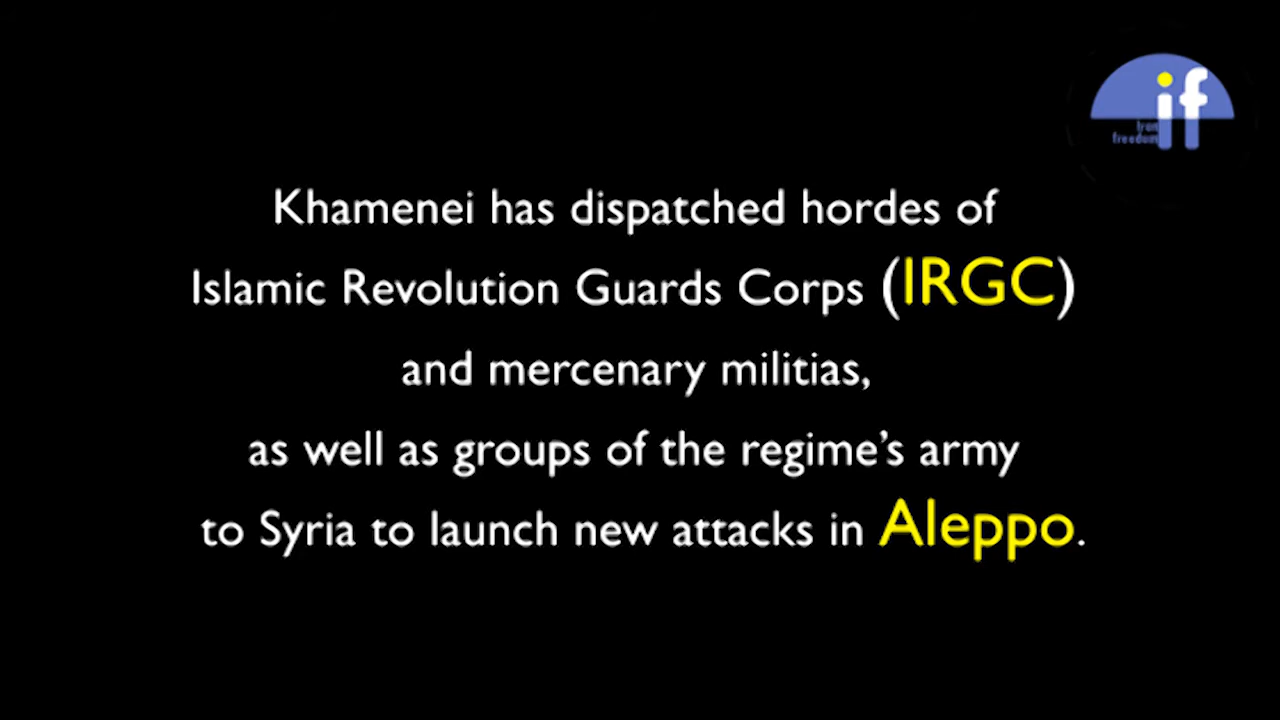 if
Iran
freedom
Khamenei has dispatched hordes of
Islamic Revolution Guards Corps (IRGC)
and mercenary militias,
as well as groups of the regime’s army
to Syria to launch new attacks in Aleppo.